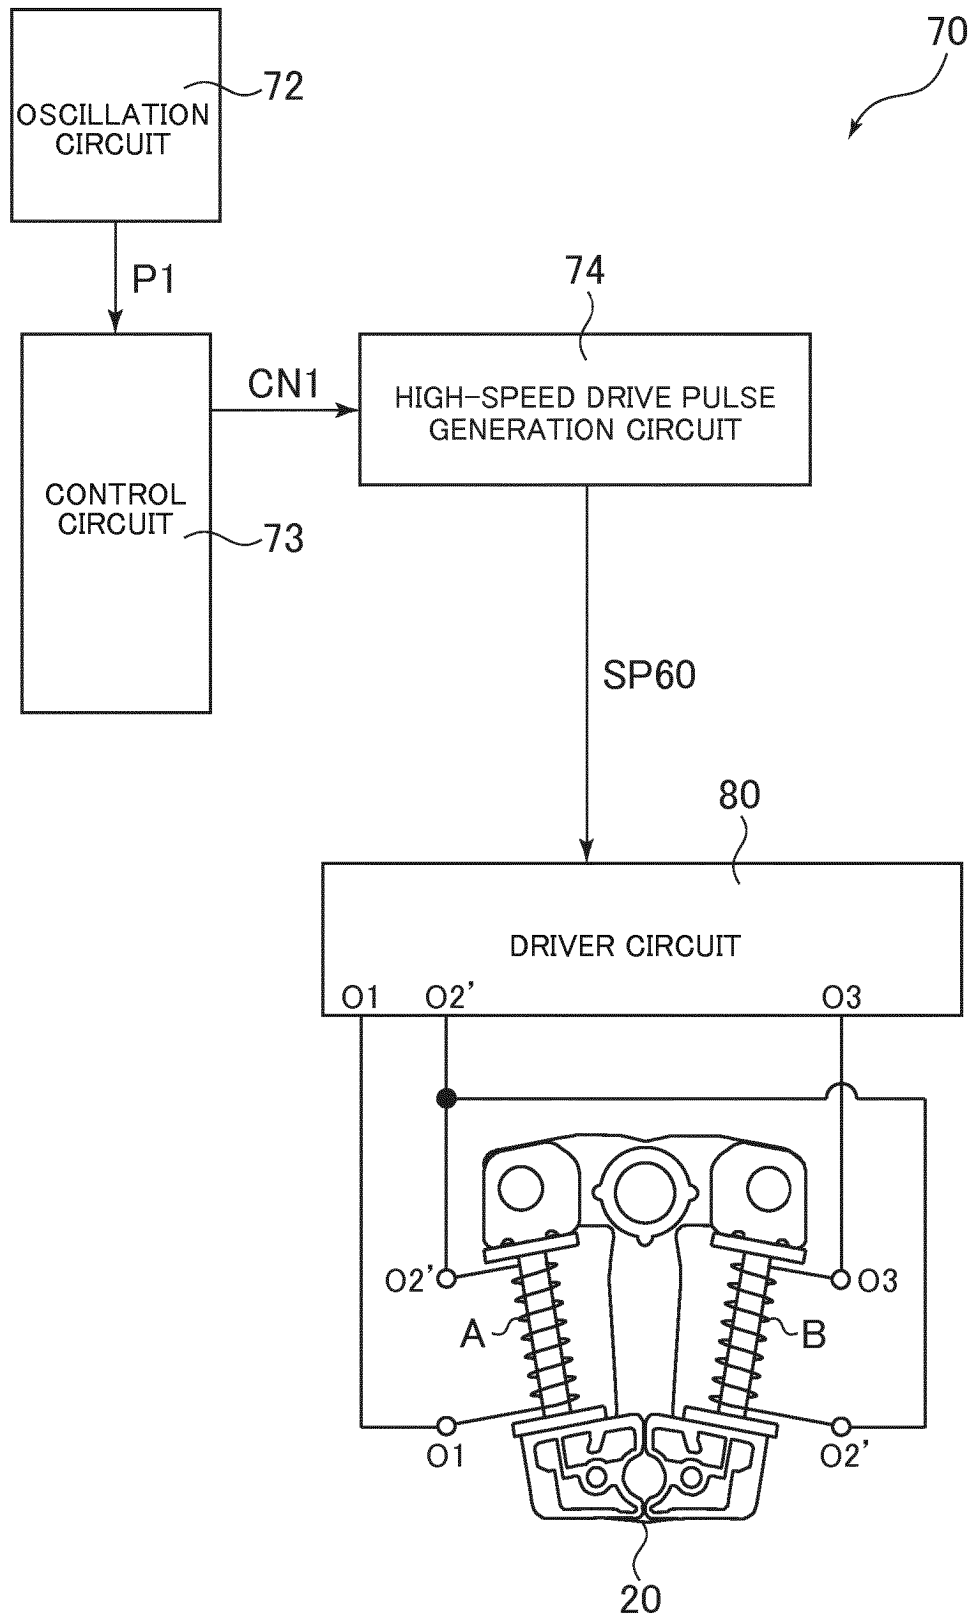 70
72
OSCILLATION
CIRCUIT
P1
74
CN1
HIGH-SPEED DRIVE PULSE
GENERATION CIRCUIT
CONTROL
CIRCUIT
73
SP60
80
DRIVER CIRCUIT
O1 O2' O3
O2' O3
A B
O1 O2'
20